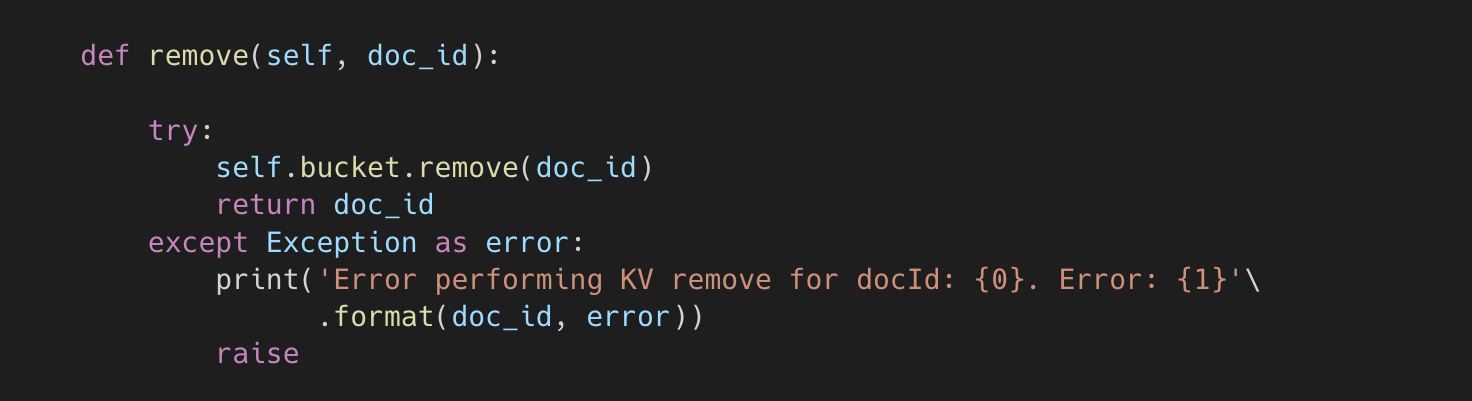 def remove(self, doc_id):
try:
self.bucket.remove(doc_id)
return doc_id
except Exception as error:
print('Error performing KV remove for docId: {0}. Error: {1}'\
.format(doc_id, error))
raise